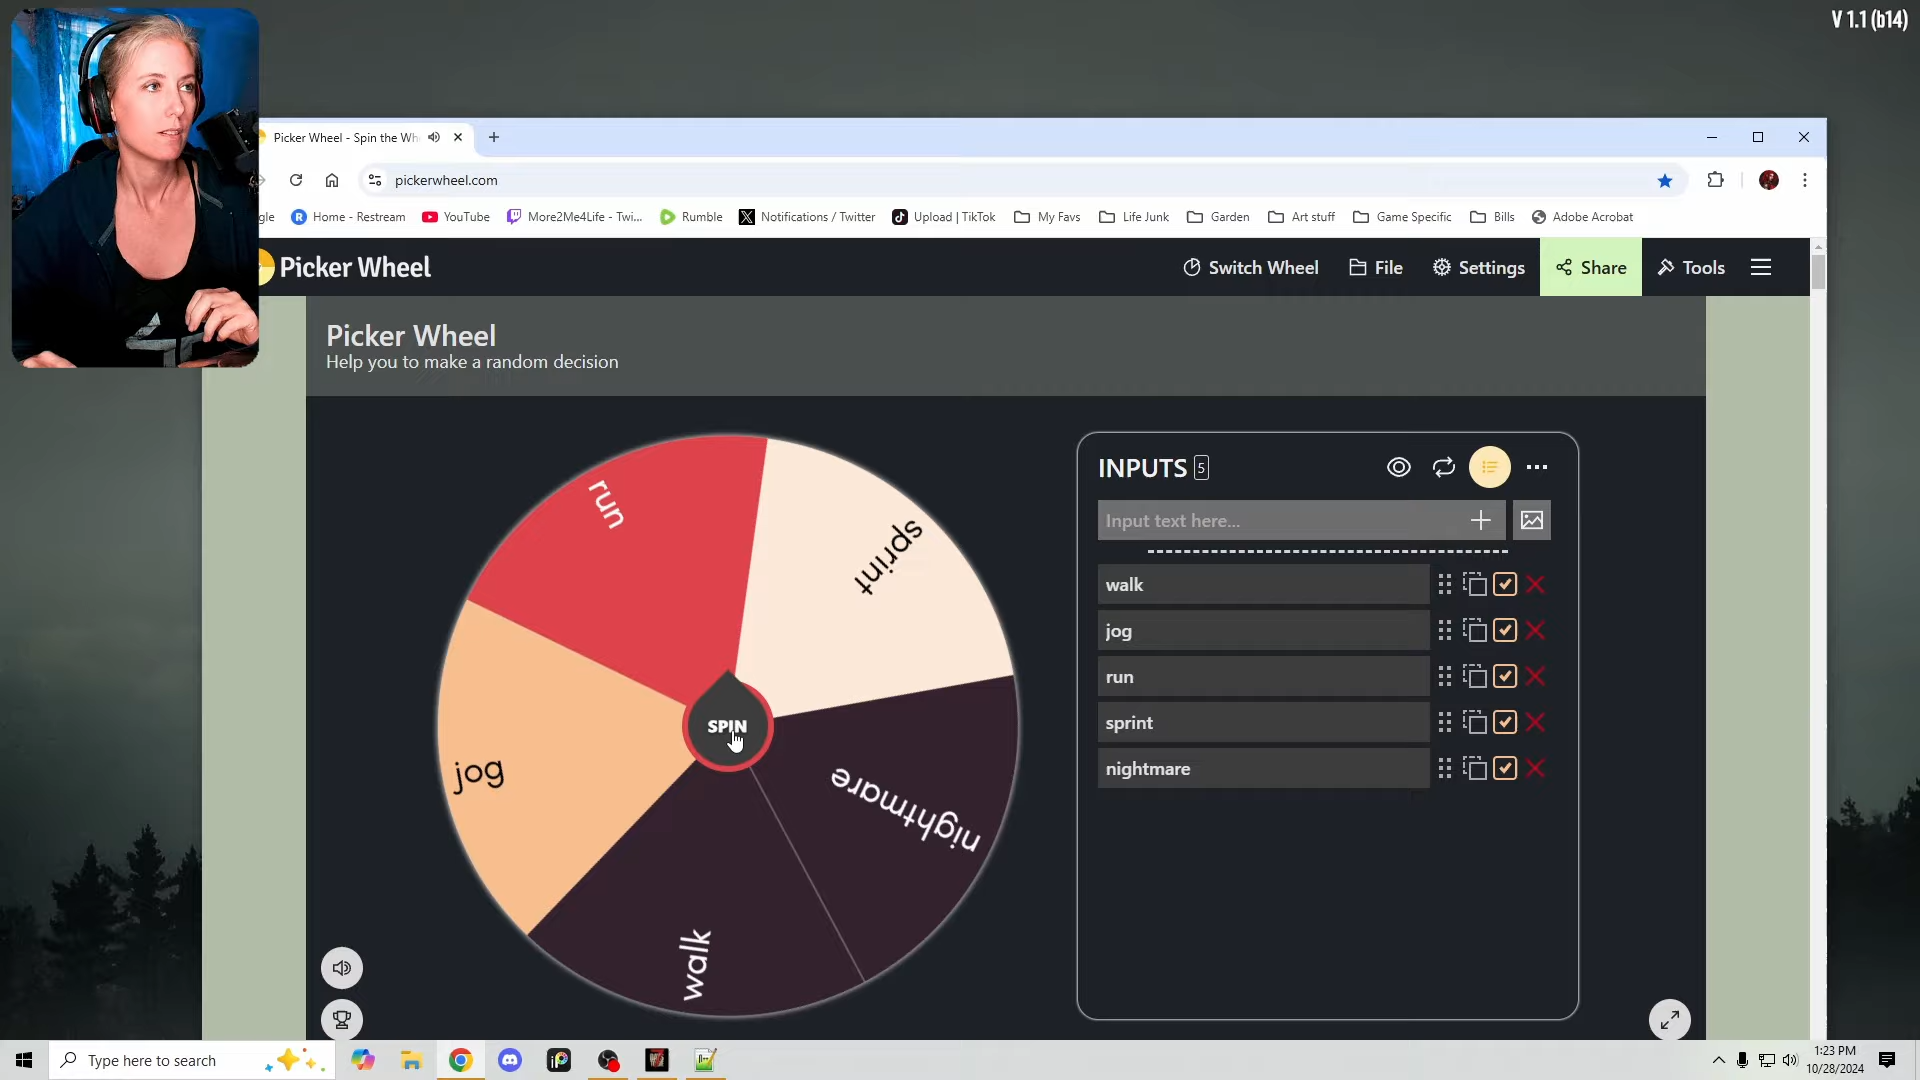 V 1.1 (b14)
Picker Wheel - Spin the Wh
pickerwheel.com
gle
Home - Restream
YouTube
More2Me4Life - Twi...
Rumble
Notifications / Twitter
Upload | TikTok
My Favs
Life Junk
Garden
Art stuff
Game Specific
Bills
Adobe Acrobat
Picker Wheel
Switch Wheel
File
Settings
Share
Tools
Picker Wheel
Help you to make a random decision
run
sprint
jog
SPIN
nightmare
walk
INPUTS 5
Input text here...
walk
jog
run
sprint
nightmare
Type here to search
1:23 PM
10/28/2024